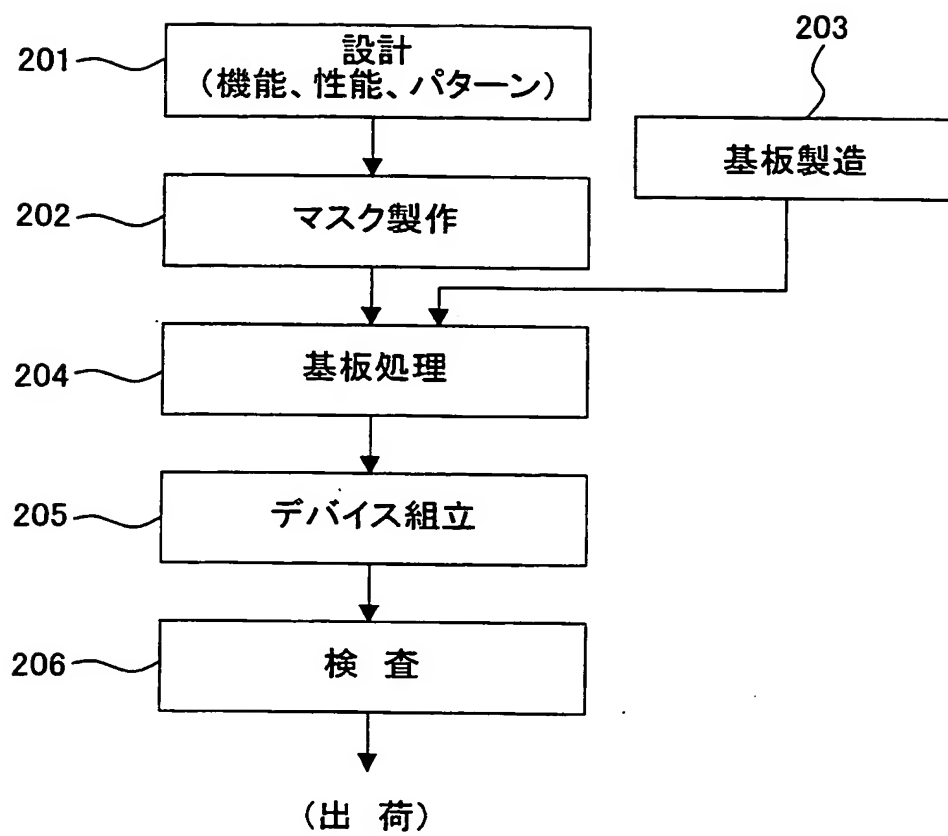 201
設計
(機能、性能、パターン)
203
基板製造
202
マスク製作
204
基板処理
205
デバイス組立
206
検 査
(出 荷)